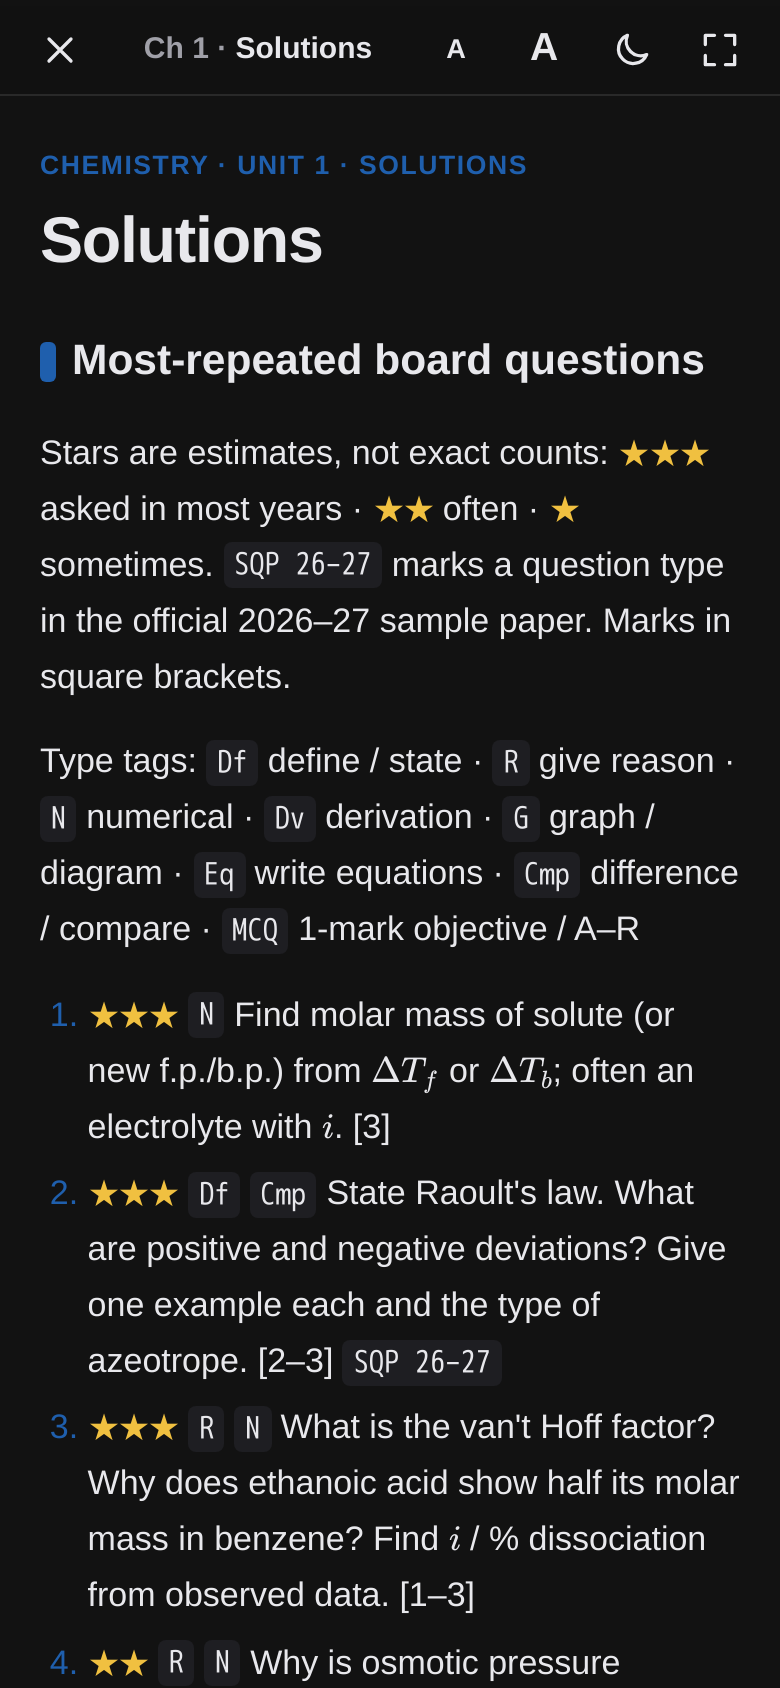 Ch 1 · Solutions A A
CHEMISTRY · UNIT 1 · SOLUTIONS
Solutions
Most-repeated board questions
Stars are estimates, not exact counts: ★★★
asked in most years · ★★ often · ★
sometimes. SQP 26–27 marks a question type
in the official 2026–27 sample paper. Marks in
square brackets.
Type tags: Df define / state · R give reason ·
N numerical · Dv derivation · G graph /
diagram · Eq write equations · Cmp difference
/ compare · MCQ 1-mark objective / A–R
1. ★★★ N Find molar mass of solute (or
new f.p./b.p.) from ΔT_f or ΔT_b; often an
electrolyte with i. [3]
2. ★★★ Df Cmp State Raoult's law. What
are positive and negative deviations? Give
one example each and the type of
azeotrope. [2–3] SQP 26–27
3. ★★★ R N What is the van't Hoff factor?
Why does ethanoic acid show half its molar
mass in benzene? Find i / % dissociation
from observed data. [1–3]
4. ★★ R N Why is osmotic pressure